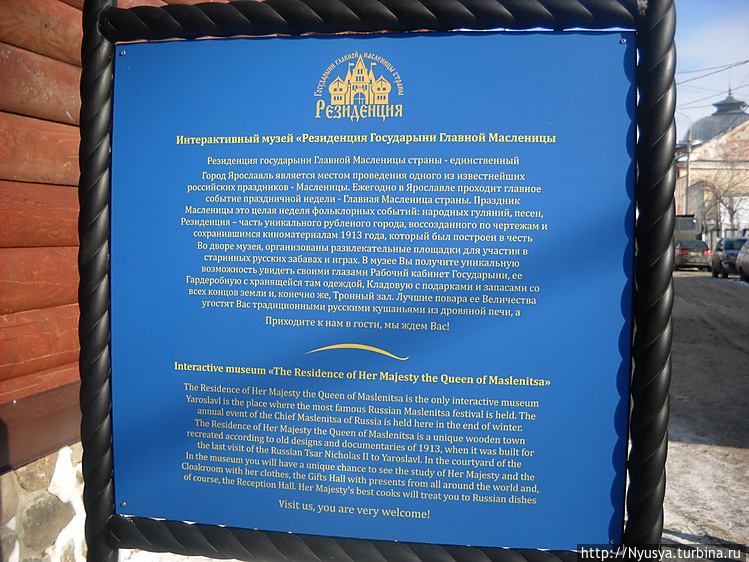 Государыни главной масленицы страны
Резиденция
Интерактивный музей «Резиденция Государыни Главной Масленицы
Резиденция государыни Главной Масленицы страны - единственный
Город Ярославль является местом проведения одного из известнейших
российских праздников - Масленицы. Ежегодно в Ярославле проходит главное
событие праздничной недели - Главная Масленица страны. Праздник
Масленицы это целая неделя фольклорных событий: народных гуляний, песен,
Резиденция – часть уникального рубленого города, воссозданного по чертежам и
сохранившимся киноматериалам 1913 года, который был построен в честь
Во дворе музея, организованы развлекательные площадки для участия в
старинных русских забавах и играх. В музее Вы получите уникальную
возможность увидеть своими глазами Рабочий кабинет Государыни, ее
Гардеробную с хранящейся там одеждой, Кладовую с подарками и запасами со
всех концов земли и, конечно же, Тронный зал. Лучшие повара ее Величества
угостят Вас традиционными русскими кушаньями из дровяной печи, а
Приходите к нам в гости, мы ждем Вас!
Interactive museum «The Residence of Her Majesty the Queen of Maslenitsa»
The Residence of Her Majesty the Queen of Maslenitsa is the only interactive museum
Yaroslavl is the place where the most famous Russian Maslenitsa festival is held. The
annual event of the Chief Maslenitsa of Russia is held here in the end of winter.
The Residence of Her Majesty the Queen of Maslenitsa is a unique wooden town
recreated according to old designs and documentaries of 1913, when it was built for
the last visit of the Russian Tsar Nicholas II to Yaroslavl. In the courtyard of the
In the museum you will have a unique chance to see the study of Her Majesty and the
Cloakroom with her clothes, the Gifts Hall with presents from all around the world and,
of course, the Reception Hall. Her Majesty's best cooks will treat you to Russian dishes
Visit us, you are very welcome!
http://Nyusya.turbina.ru/